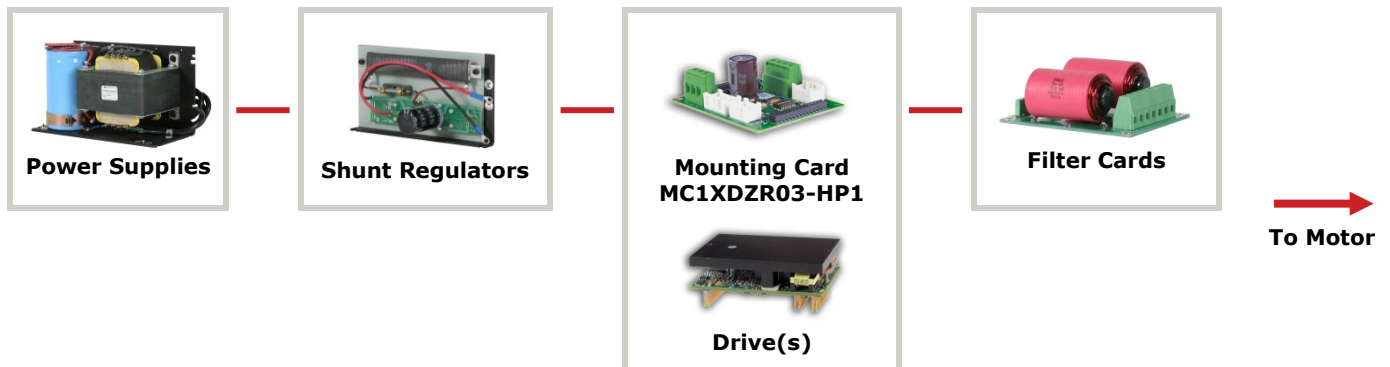 Power Supplies
Shunt Regulators
Mounting Card
MC1XDZR03-HP1
Drive(s)
Filter Cards
To Motor